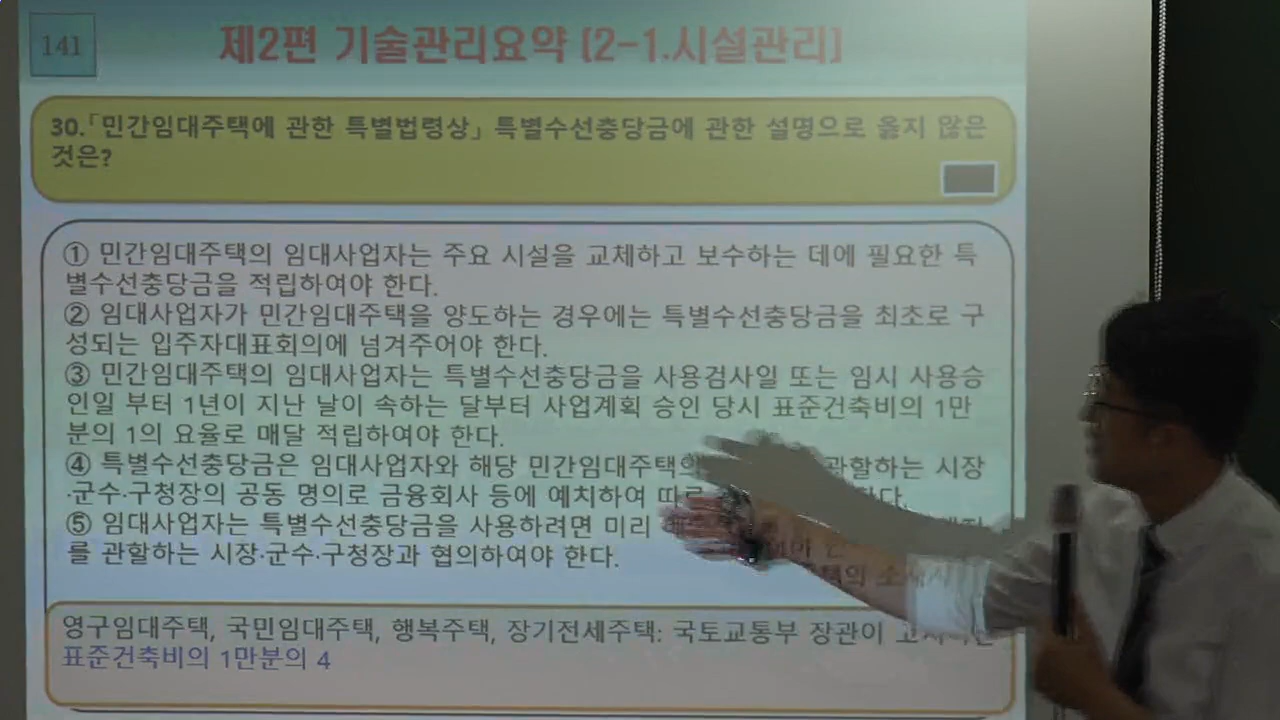 141
제2편 기술관리요약 [2-1.시설관리]
30.「민간임대주택에 관한 특별법령상」 특별수선충당금에 관한 설명으로 옳지 않은
것은?
① 민간임대주택의 임대사업자는 주요 시설을 교체하고 보수하는 데에 필요한 특
별수선충당금을 적립하여야 한다.
② 임대사업자가 민간임대주택을 양도하는 경우에는 특별수선충당금을 최초로 구
성되는 입주자대표회의에 넘겨주어야 한다.
③ 민간임대주택의 임대사업자는 특별수선충당금을 사용검사일 또는 임시 사용승
인일 부터 1년이 지난 날이 속하는 달부터 사업계획 승인 당시 표준건축비의 1만
분의 1의 요율로 매달 적립하여야 한다.
④ 특별수선충당금은 임대사업자와 해당 민간임대주택의 관할하는 시장
·군수·구청장의 공동 명의로 금융회사 등에 예치하여 따로
⑤ 임대사업자는 특별수선충당금을 사용하려면 미리
를 관할하는 시장·군수·구청장과 협의하여야 한다.
영구임대주택, 국민임대주택, 행복주택, 장기전세주택: 국토교통부 장관이
표준건축비의 1만분의 4